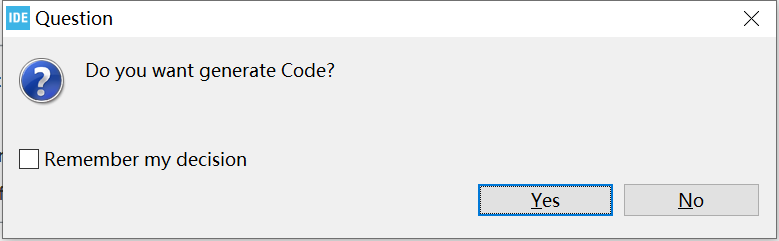 IDE Question
Do you want generate Code?
Remember my decision
Yes No